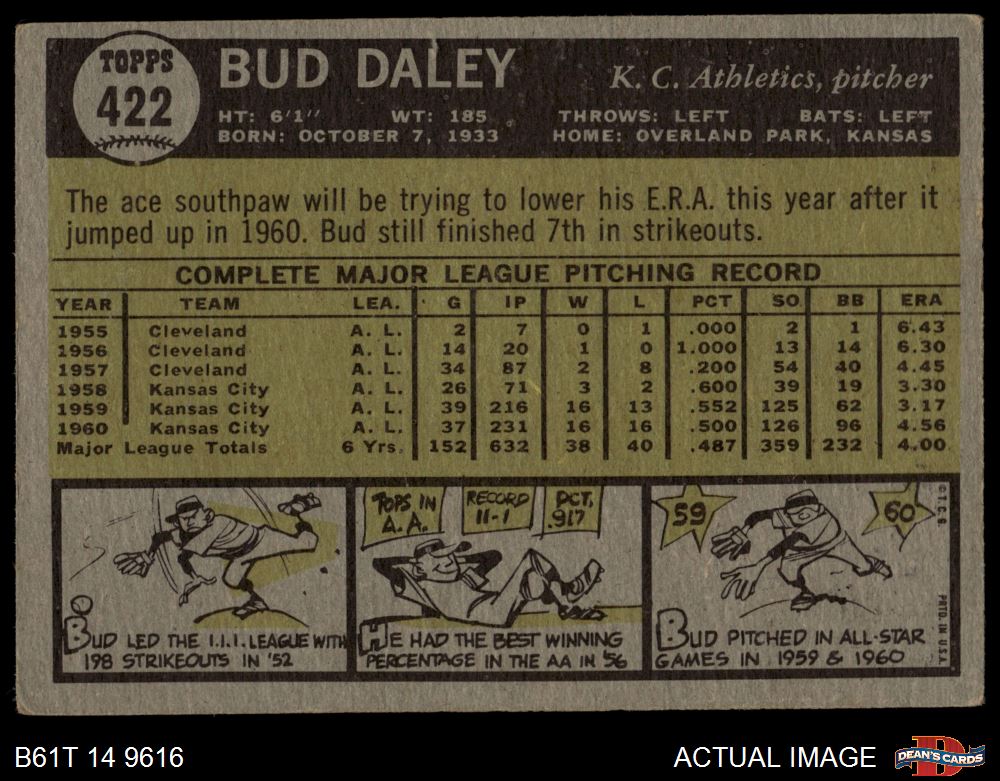 TOPPS
422
BUD DALEY
K. C. Athletics, pitcher
HT: 6'1" WT: 185 THROWS: LEFT BATS: LEFT
BORN: OCTOBER 7, 1933 HOME: OVERLAND PARK, KANSAS
The ace southpaw will be trying to lower his E.R.A. this year after it
jumped up in 1960. Bud still finished 7th in strikeouts.
COMPLETE MAJOR LEAGUE PITCHING RECORD
YEAR TEAM LEA. G IP W L PCT SO BB ERA
1955 Cleveland A. L. 2 7 0 1 .000 2 1 6.43
1956 Cleveland A. L. 14 20 1 0 1.000 13 14 6.30
1957 Cleveland A. L. 34 87 2 8 .200 54 40 4.45
1958 Kansas City A. L. 26 71 3 2 .600 39 19 3.30
1959 Kansas City A. L. 39 216 16 13 .552 125 62 3.17
1960 Kansas City A. L. 37 231 16 16 .500 126 96 4.56
Major League Totals 6 Yrs. 152 632 38 40 .487 359 232 4.00
BUD LED THE I.I.I. LEAGUE WITH
198 STRIKEOUTS IN '52
TOPS IN
A.A.
RECORD
11-1
PCT.
.917
HE HAD THE BEST WINNING
PERCENTAGE IN THE AA IN '56
59
60
BUD PITCHED IN ALL-STAR
GAMES IN 1959 & 1960
© T.C.G.
PRTD. IN U.S.A.
B61T 14 9616
ACTUAL IMAGE
DEAN'S CARDS